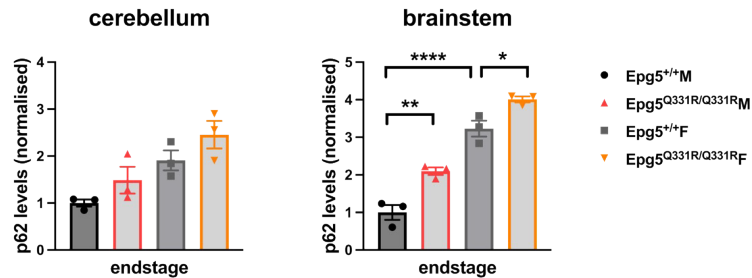 cerebellum
p62 levels (normalised)
4
3
2
1
0
endstage
brainstem
p62 levels (normalised)
5
4
3
2
1
0
****
*
**
endstage
Epg5+/+M
Epg5Q331R/Q331RM
Epg5+/+F
Epg5Q331R/Q331RF